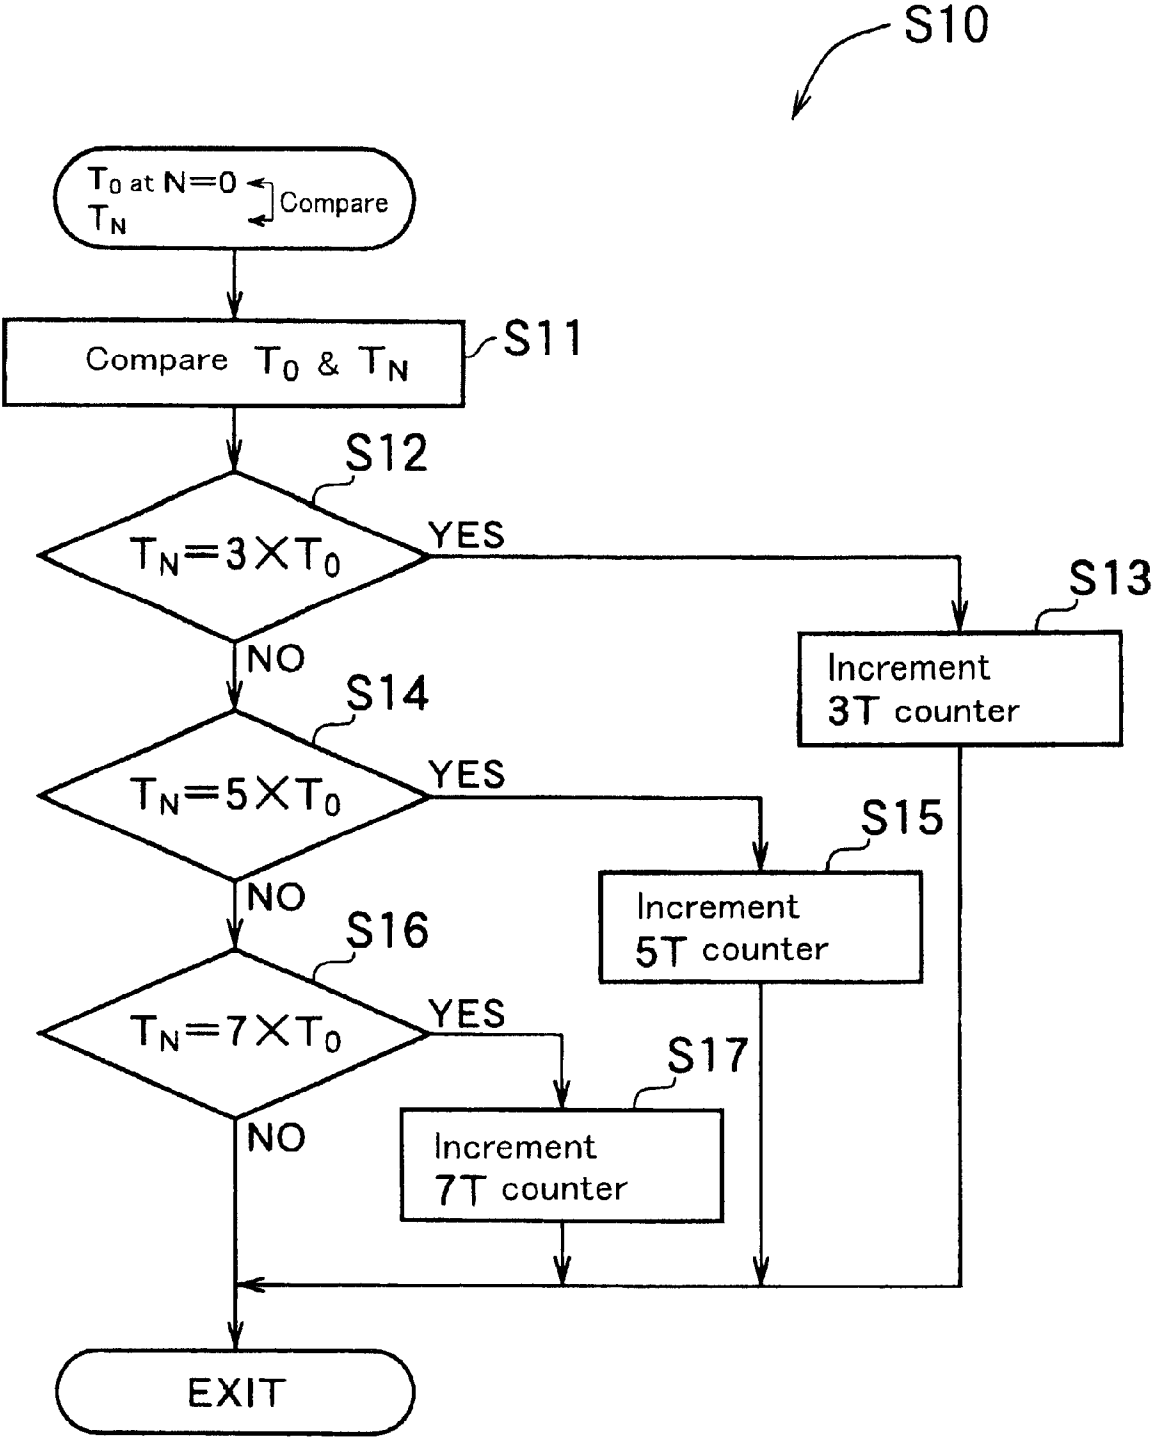 S10
T0 at N=0
TN
Compare
S11
Compare T0 & TN
S12
TN=3×T0
YES
S13
Increment
3T counter
NO
S14
TN=5×T0
YES
S15
Increment
5T counter
NO
S16
TN=7×T0
YES
S17
Increment
7T counter
NO
EXIT